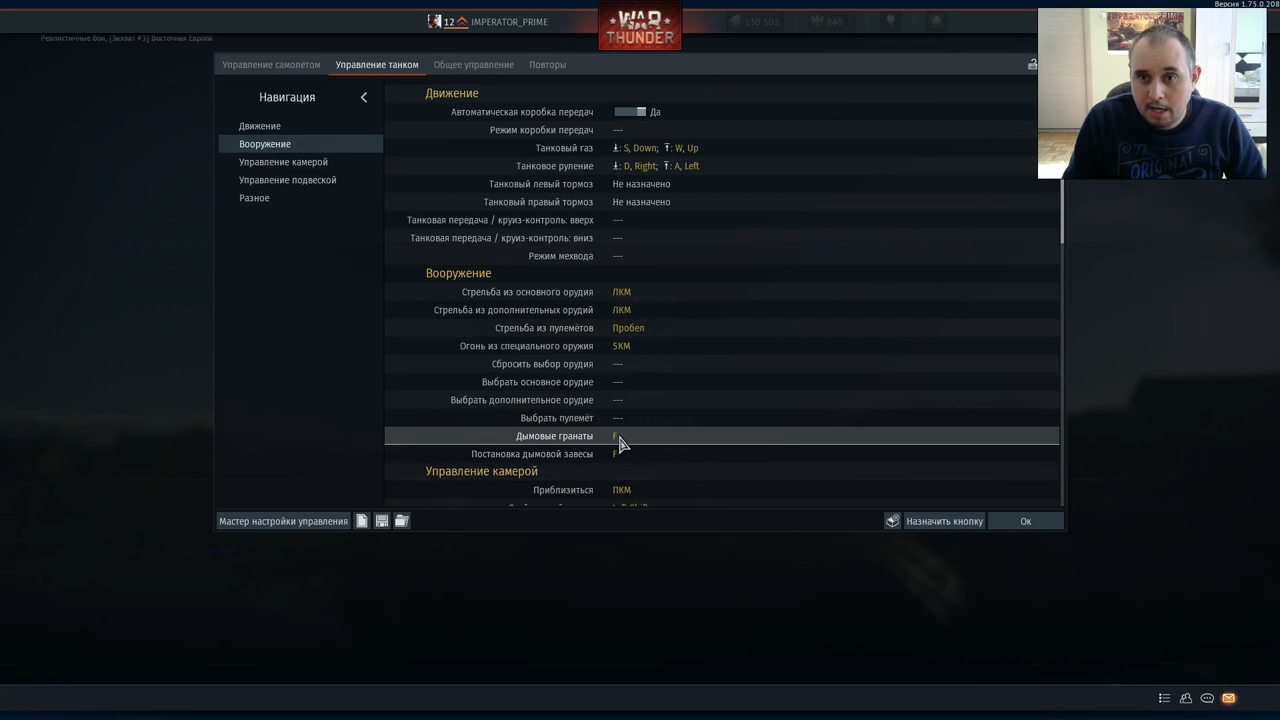 Версия 1.75.0.208
12 IMPERATOR_PRIME
WAR THUNDER
130 502
840
Реалистичные бои, [Захват #3] Восточная Европа
Управление самолётом Управление танком Общее управление Повторы
Навигация
Движение
Вооружение
Управление камерой
Управление подвеской
Разное
Движение
Автоматическая коробка передач Да
Режим коробки передач ---
Танковый газ : S, Down; : W, Up
Танковое руление : D, Right; : A, Left
Танковый левый тормоз Не назначено
Танковый правый тормоз Не назначено
Танковая передача / круиз-контроль: вверх ---
Танковая передача / круиз-контроль: вниз ---
Режим мехвода ---
Вооружение
Стрельба из основного орудия ЛКМ
Стрельба из дополнительных орудий ЛКМ
Стрельба из пулемётов Пробел
Огонь из специального оружия 5КМ
Сбросить выбор орудия ---
Выбрать основное орудие ---
Выбрать дополнительное орудие ---
Выбрать пулемёт ---
Дымовые гранаты F
Постановка дымовой завесы F
Управление камерой
Приблизиться ПКМ
Мастер настройки управления Назначить кнопку Ок
ORIGINAL